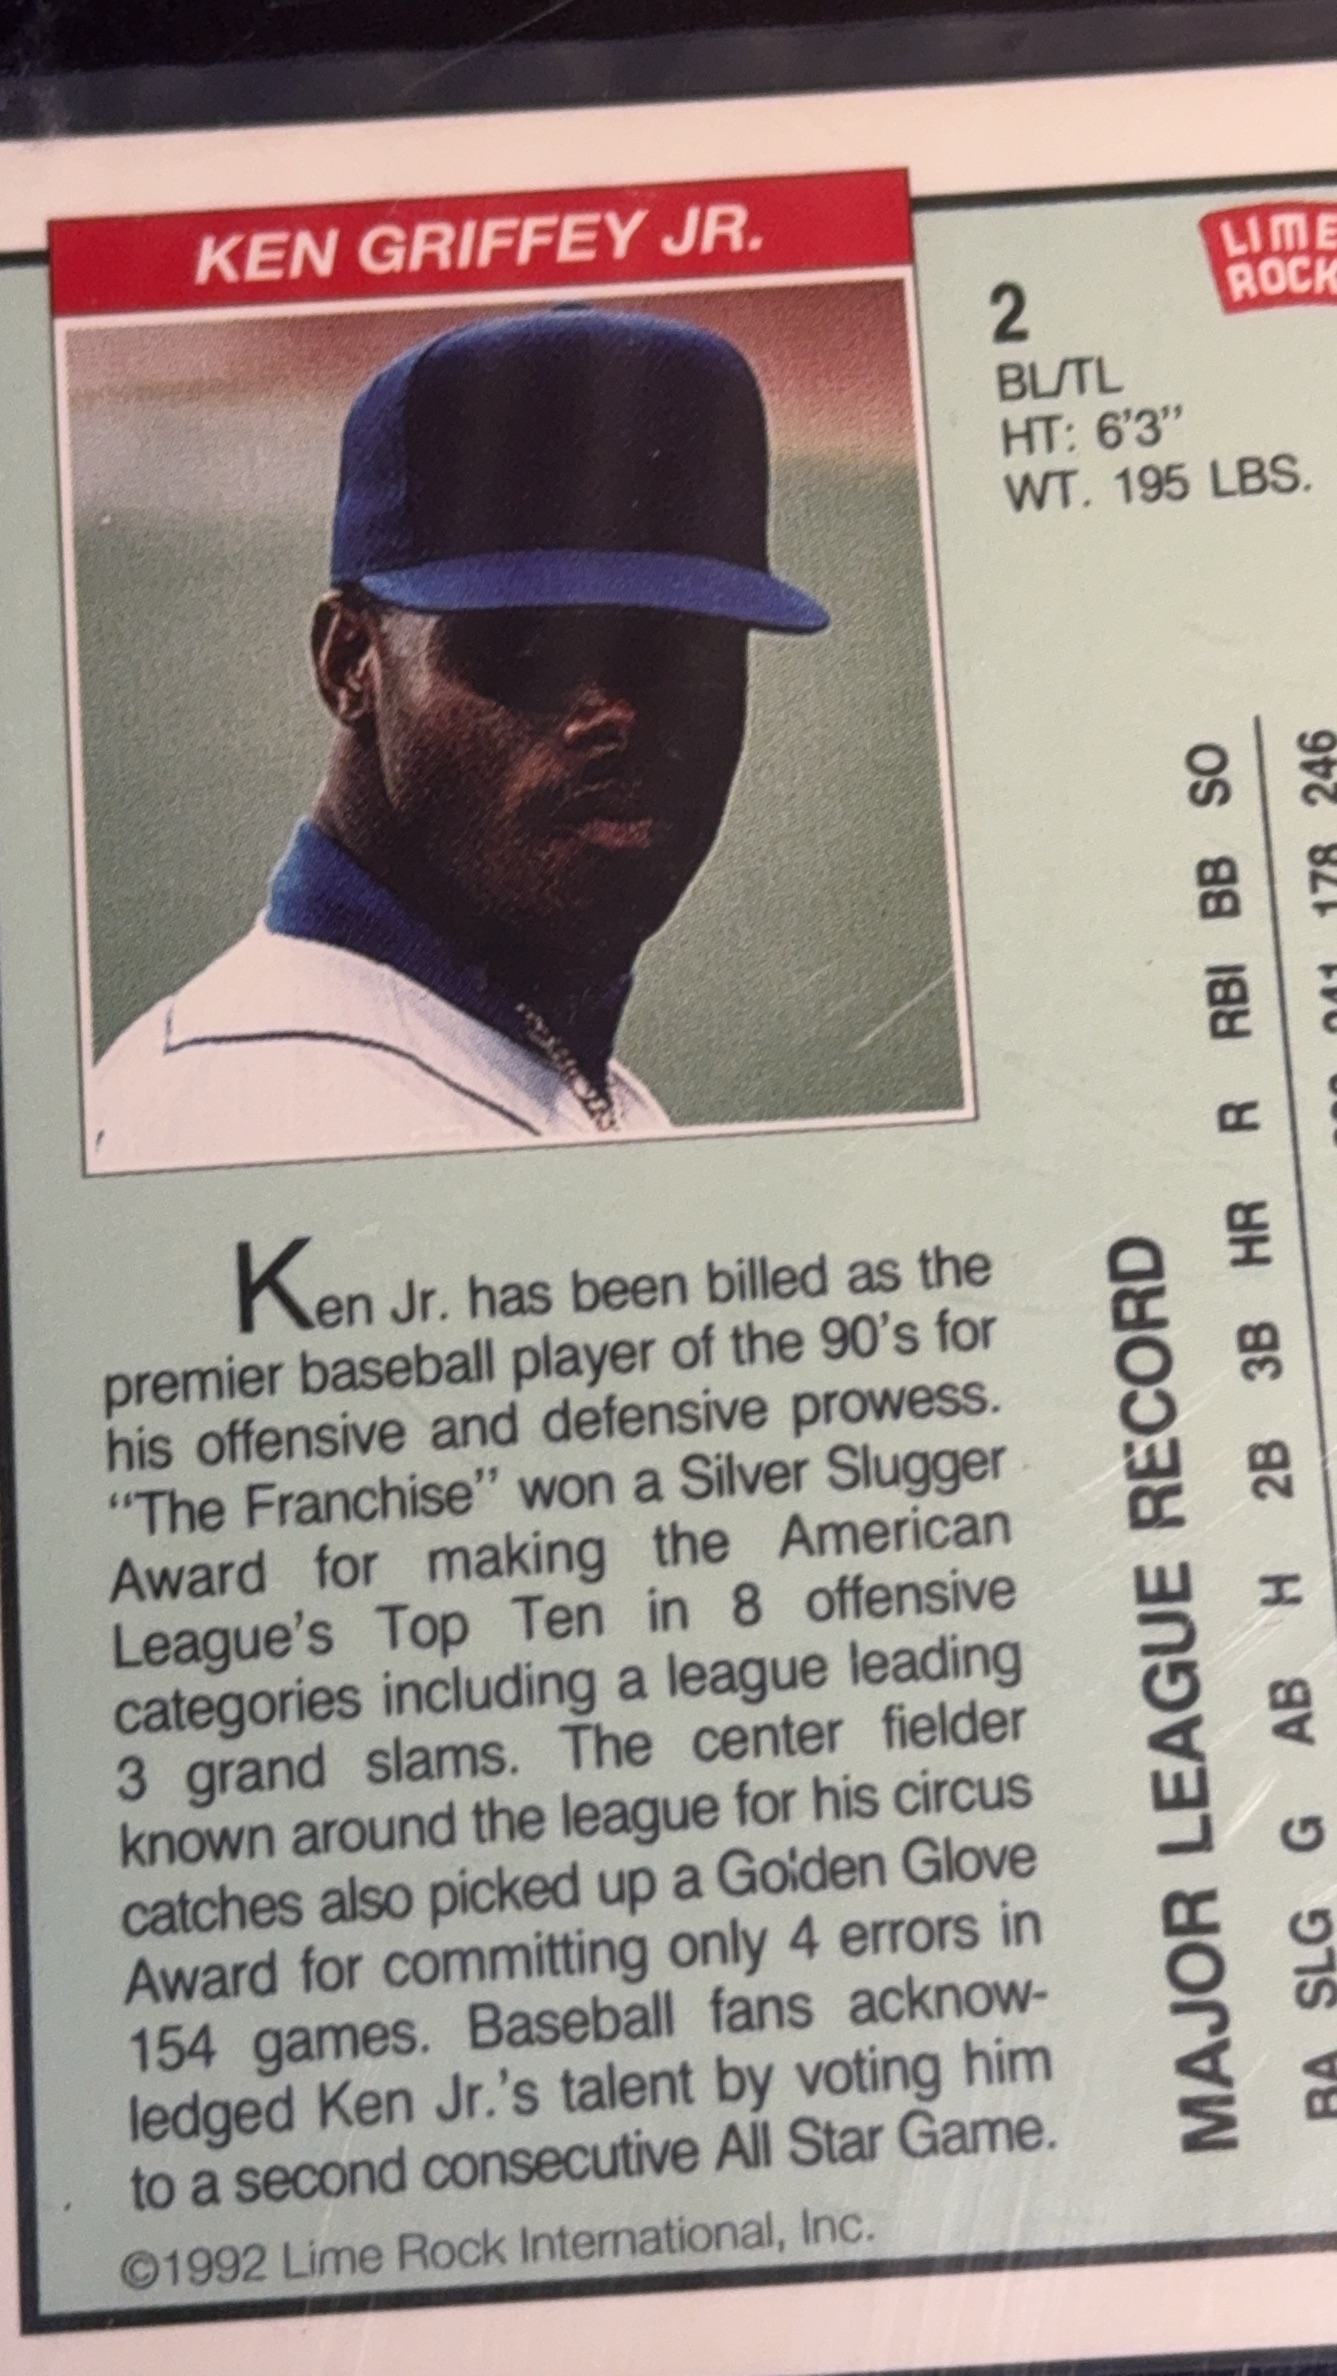 KEN GRIFFEY JR.
LIME
ROCK
2
BL/TL
HT: 6'3"
WT. 195 LBS.
Ken Jr. has been billed as the
premier baseball player of the 90's for
his offensive and defensive prowess.
"The Franchise" won a Silver Slugger
Award for making the American
League's Top Ten in 8 offensive
categories including a league leading
3 grand slams. The center fielder
known around the league for his circus
catches also picked up a Golden Glove
Award for committing only 4 errors in
154 games. Baseball fans acknow-
ledged Ken Jr.'s talent by voting him
to a second consecutive All Star Game.
©1992 Lime Rock International, Inc.
MAJOR LEAGUE RECORD
BA SLG G AB H 2B 3B HR R RBI BB SO
241 178 246